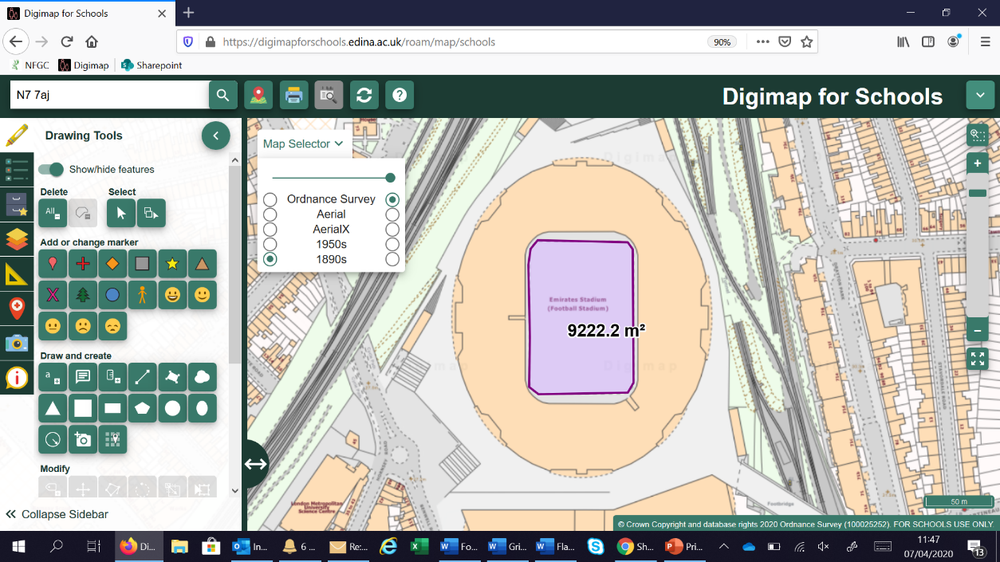 Digimap for Schools
https://digimapforschools.edina.ac.uk/roam/map/schools
90%
NFGC
Digimap
Sharepoint
N7 7aj
Digimap for Schools
Drawing Tools
Show/hide features
Delete
Select
All
Add or change marker
Draw and create
a
Modify
Collapse Sidebar
Map Selector
Ordnance Survey
Aerial
AerialX
1950s
1890s
Digimap
Emirates Stadium
(Football Stadium)
9222.2 m²
Digimap
London Metropolitan
University
Science Centre
Footbridge
50 m
© Crown Copyright and database rights 2020 Ordnance Survey (100025252). FOR SCHOOLS USE ONLY.
Di...
In...
6 ...
Re:...
Fo...
Gri...
Fla...
Sh...
Pri...
11:47
07/04/2020
13